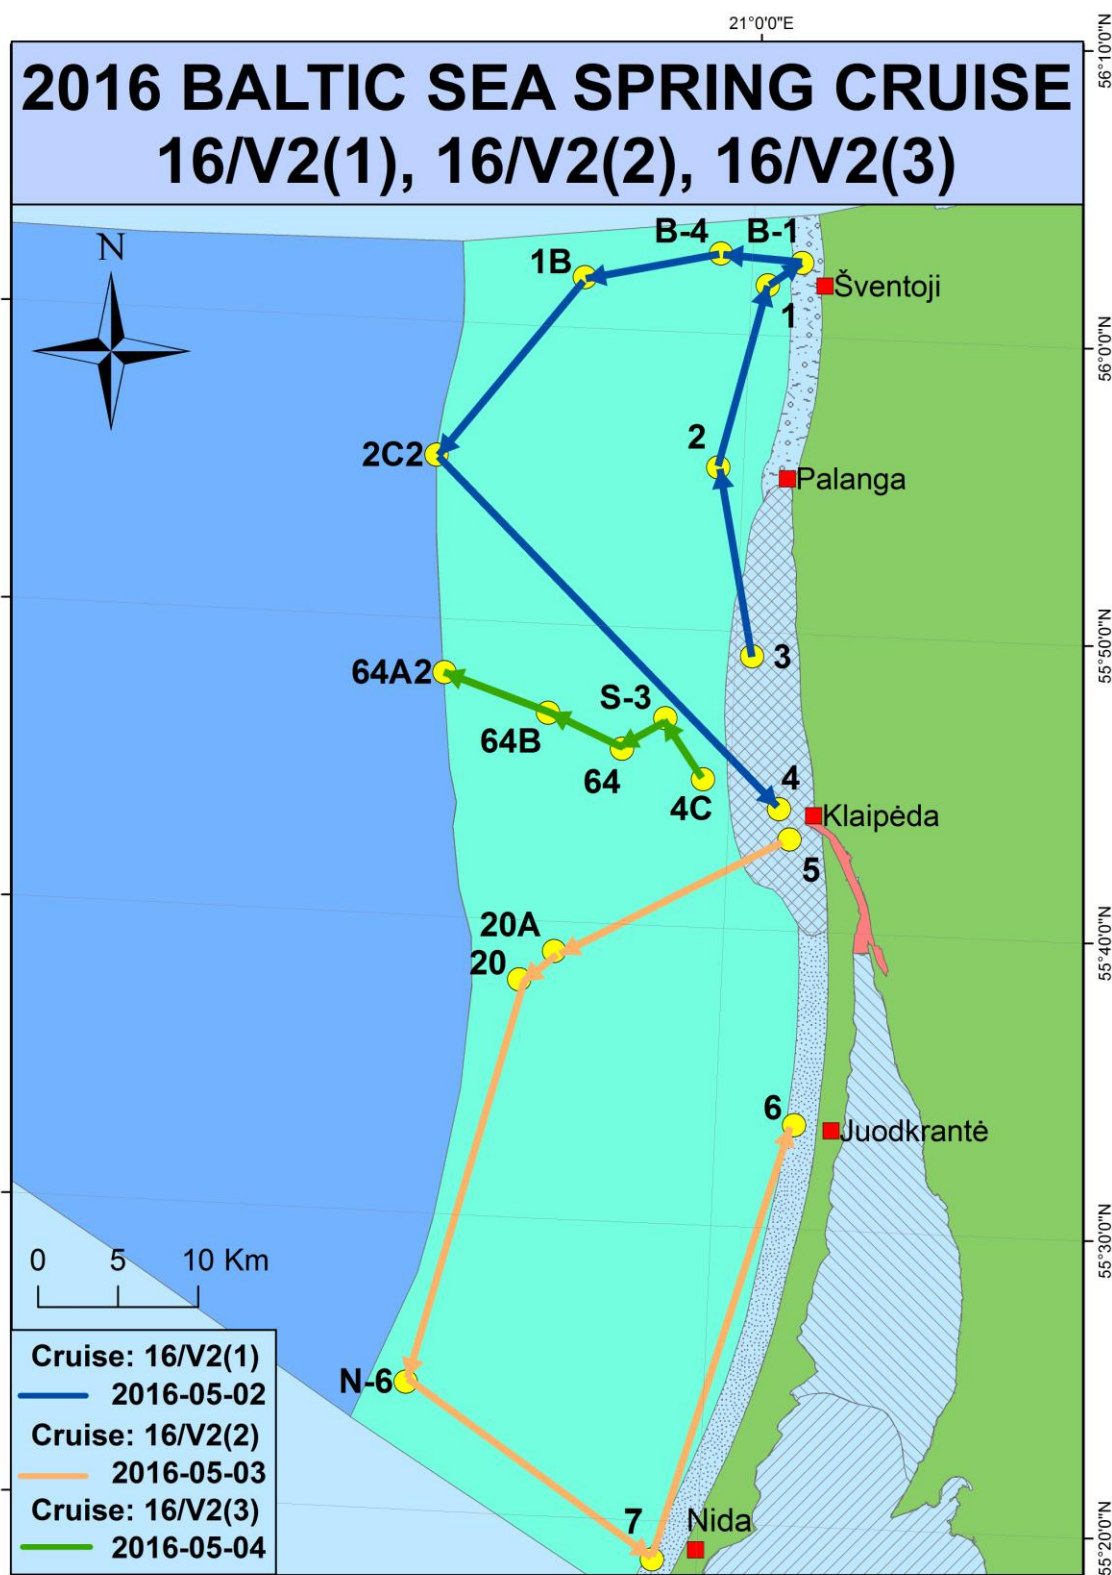 21°0'0"E
56°10'0"N
2016 BALTIC SEA SPRING CRUISE
16/V2(1), 16/V2(2), 16/V2(3)
N
B-4
B-1
1B
Šventoji
1
56°0'0"N
2
2C2
Palanga
55°50'0"N
3
64A2
S-3
64B
64
4C
4
Klaipėda
5
20A
20
55°40'0"N
6
Juodkrantė
55°30'0"N
0 5 10 Km
Cruise: 16/V2(1)
2016-05-02
N-6
Cruise: 16/V2(2)
2016-05-03
Cruise: 16/V2(3)
2016-05-04
7
Nida
55°20'0"N